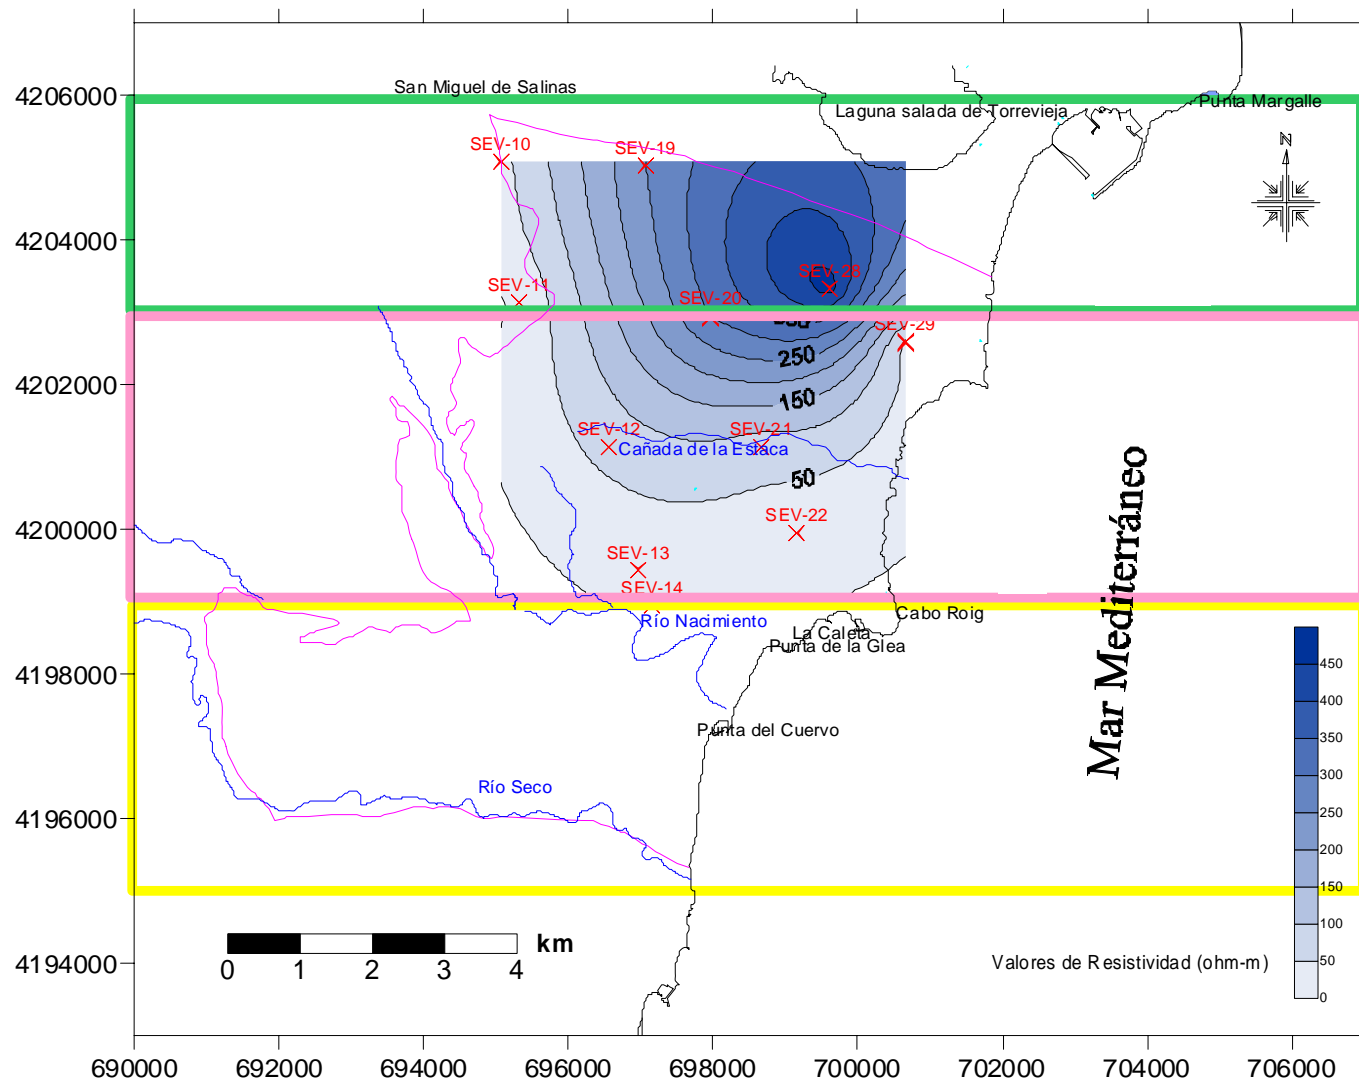 San Miguel de Salinas
4206000
Punta Margalle
Laguna salada de Torrevieja
N
SEV-10
SEV-19
4204000
SEV-28
SEV-11
SEV-20
SEV-29
250
4202000
150
SEV-12
SEV-21
Cañada de la Estaca
50
Mar Mediterráneo
4200000
SEV-22
SEV-13
SEV-14
Río Nacimiento
Cabo Roig
La Caleta
Punta de la Glea
4198000
Punta del Cuervo
Río Seco
4196000
450
400
350
300
250
200
150
100
50
0
km
0 1 2 3 4
4194000
Valores de Resistividad (ohm-m)
690000 692000 694000 696000 698000 700000 702000 704000 706000